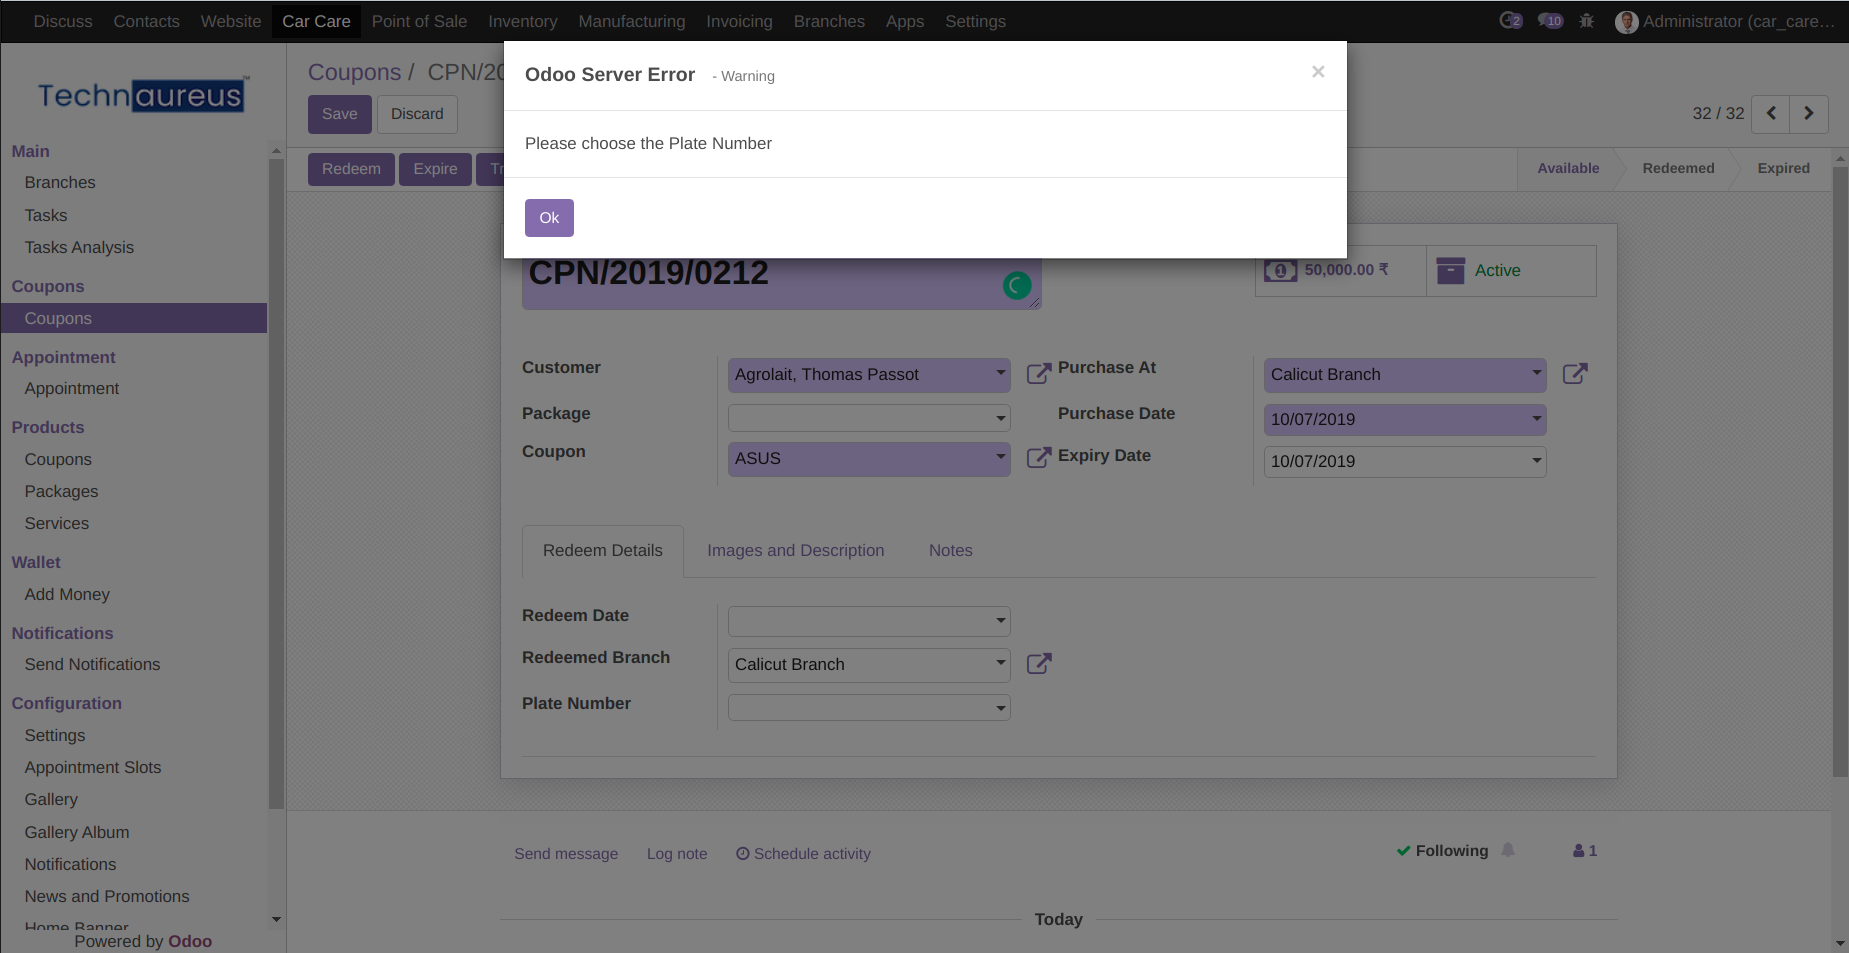 Discuss Contacts Website Car Care Point of Sale Inventory Manufacturing Invoicing Branches Apps Settings 2 10 Administrator (car_care...
Technaureus™
Main
Branches
Tasks
Tasks Analysis
Coupons
Coupons
Appointment
Appointment
Products
Coupons
Packages
Services
Wallet
Add Money
Notifications
Send Notifications
Configuration
Settings
Appointment Slots
Gallery
Gallery Album
Notifications
News and Promotions
Home Banner
Powered by Odoo
Coupons / CPN/20
Save Discard
32 / 32
Redeem Expire Tr
Available Redeemed Expired
Odoo Server Error - Warning ×
Please choose the Plate Number
Ok
CPN/2019/0212
50,000.00 ₹
Active
Customer Agrolait, Thomas Passot
Purchase At Calicut Branch
Package
Purchase Date 10/07/2019
Coupon ASUS
Expiry Date 10/07/2019
Redeem Details Images and Description Notes
Redeem Date
Redeemed Branch Calicut Branch
Plate Number
Send message Log note Schedule activity
Following 1
Today